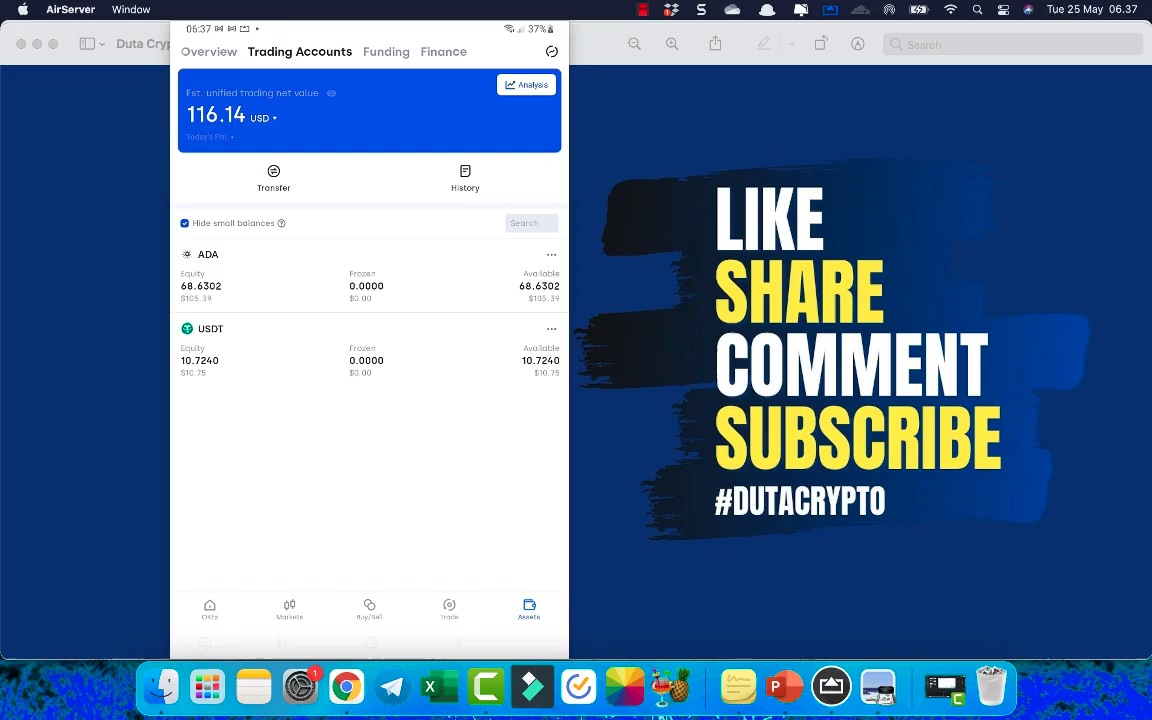 AirServer Window
Tue 25 May 06.37
Duta Cryp
Search
06:37
37%
Overview Trading Accounts Funding Finance
Est. unified trading net value
Analysis
116.14 USD
Today's PnL:
Transfer
History
Hide small balances
Search
ADA
Equity Frozen Available
68.6302 0.0000 68.6302
$105.39 $0.00 $105.39
USDT
Equity Frozen Available
10.7240 0.0000 10.7240
$10.75 $0.00 $10.75
OKEx Markets Buy/Sell Trade Assets
LIKE
SHARE
COMMENT
SUBSCRIBE
#DUTACRYPTO
1